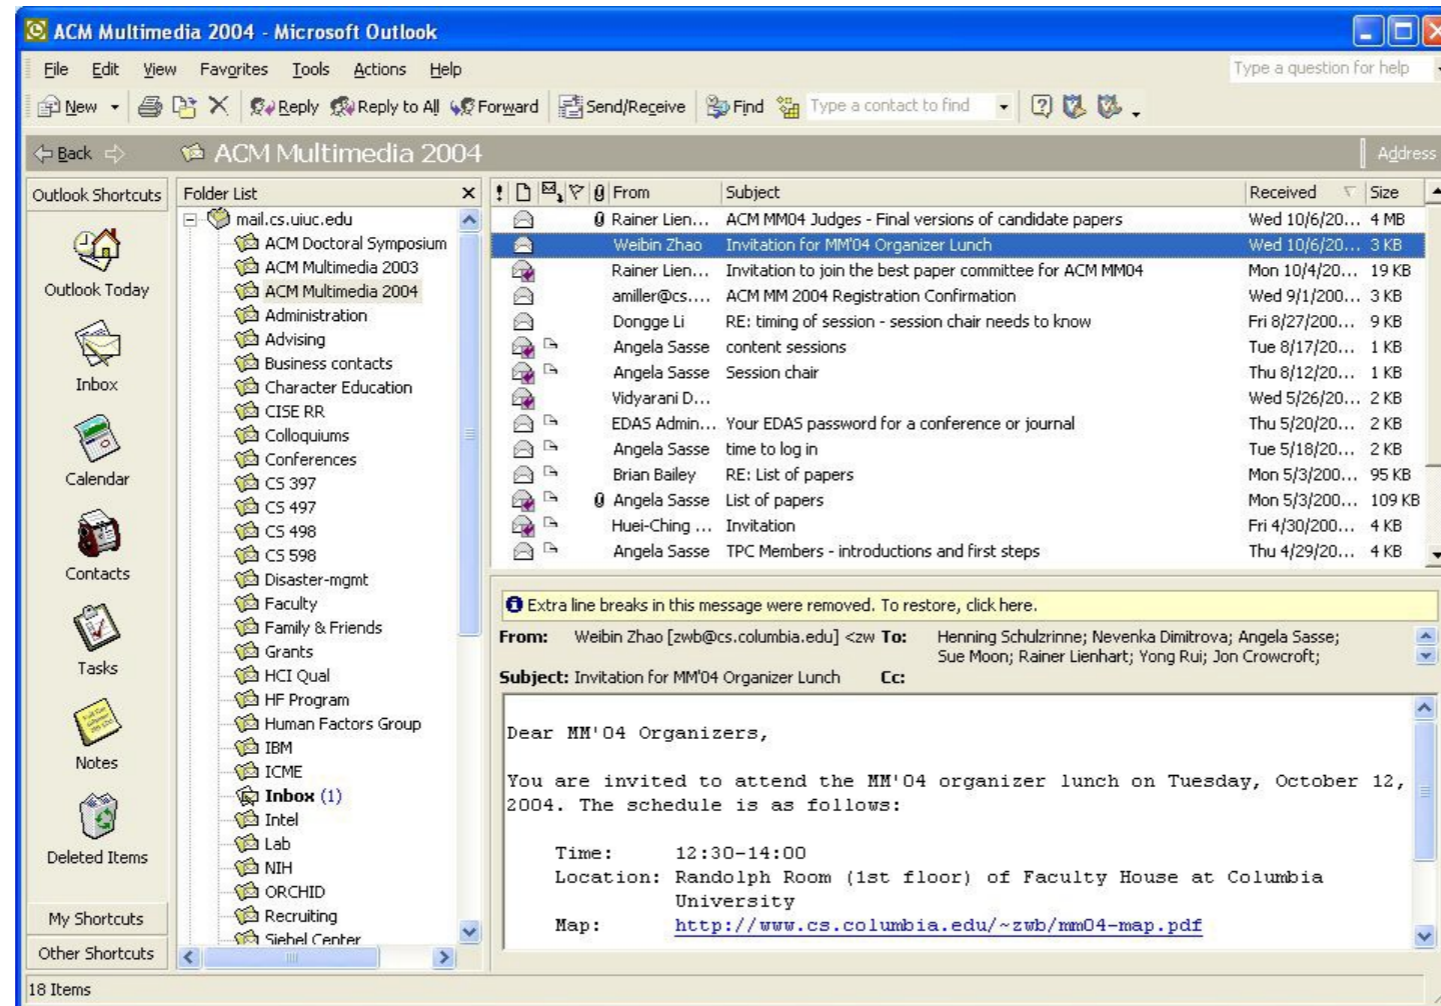 ACM Multimedia 2004 - Microsoft Outlook
File Edit View Favorites Tools Actions Help Type a question for help
New Reply Reply to All Forward Send/Receive Find Type a contact to find
Back ACM Multimedia 2004 Address
Outlook Shortcuts
Outlook Today
Inbox
Calendar
Contacts
Tasks
Notes
Deleted Items
My Shortcuts
Other Shortcuts
Folder List
mail.cs.uiuc.edu
ACM Doctoral Symposium
ACM Multimedia 2003
ACM Multimedia 2004
Administration
Advising
Business contacts
Character Education
CISE RR
Colloquiums
Conferences
CS 397
CS 497
CS 498
CS 598
Disaster-mgmt
Faculty
Family & Friends
Grants
HCI Qual
HF Program
Human Factors Group
IBM
ICME
Inbox (1)
Intel
Lab
NIH
ORCHID
Recruiting
Siebel Center
From Subject Received Size
Rainer Lien... ACM MM04 Judges - Final versions of candidate papers Wed 10/6/20... 4 MB
Weibin Zhao Invitation for MM'04 Organizer Lunch Wed 10/6/20... 3 KB
Rainer Lien... Invitation to join the best paper committee for ACM MM04 Mon 10/4/20... 19 KB
amiller@cs.... ACM MM 2004 Registration Confirmation Wed 9/1/200... 3 KB
Dongge Li RE: timing of session - session chair needs to know Fri 8/27/200... 9 KB
Angela Sasse content sessions Tue 8/17/20... 1 KB
Angela Sasse Session chair Thu 8/12/20... 1 KB
Vidyarani D... Wed 5/26/20... 2 KB
EDAS Admin... Your EDAS password for a conference or journal Thu 5/20/20... 2 KB
Angela Sasse time to log in Tue 5/18/20... 2 KB
Brian Bailey RE: List of papers Mon 5/3/200... 95 KB
Angela Sasse List of papers Mon 5/3/200... 109 KB
Huei-Ching ... Invitation Fri 4/30/200... 4 KB
Angela Sasse TPC Members - introductions and first steps Thu 4/29/20... 4 KB
Extra line breaks in this message were removed. To restore, click here.
From: Weibin Zhao [zwb@cs.columbia.edu] <zw To: Henning Schulzrinne; Nevenka Dimitrova; Angela Sasse;
Sue Moon; Rainer Lienhart; Yong Rui; Jon Crowcroft;
Subject: Invitation for MM'04 Organizer Lunch Cc:
Dear MM'04 Organizers,
You are invited to attend the MM'04 organizer lunch on Tuesday, October 12,
2004. The schedule is as follows:
Time: 12:30-14:00
Location: Randolph Room (1st floor) of Faculty House at Columbia
University
Map: http://www.cs.columbia.edu/~zwb/mm04-map.pdf
18 Items